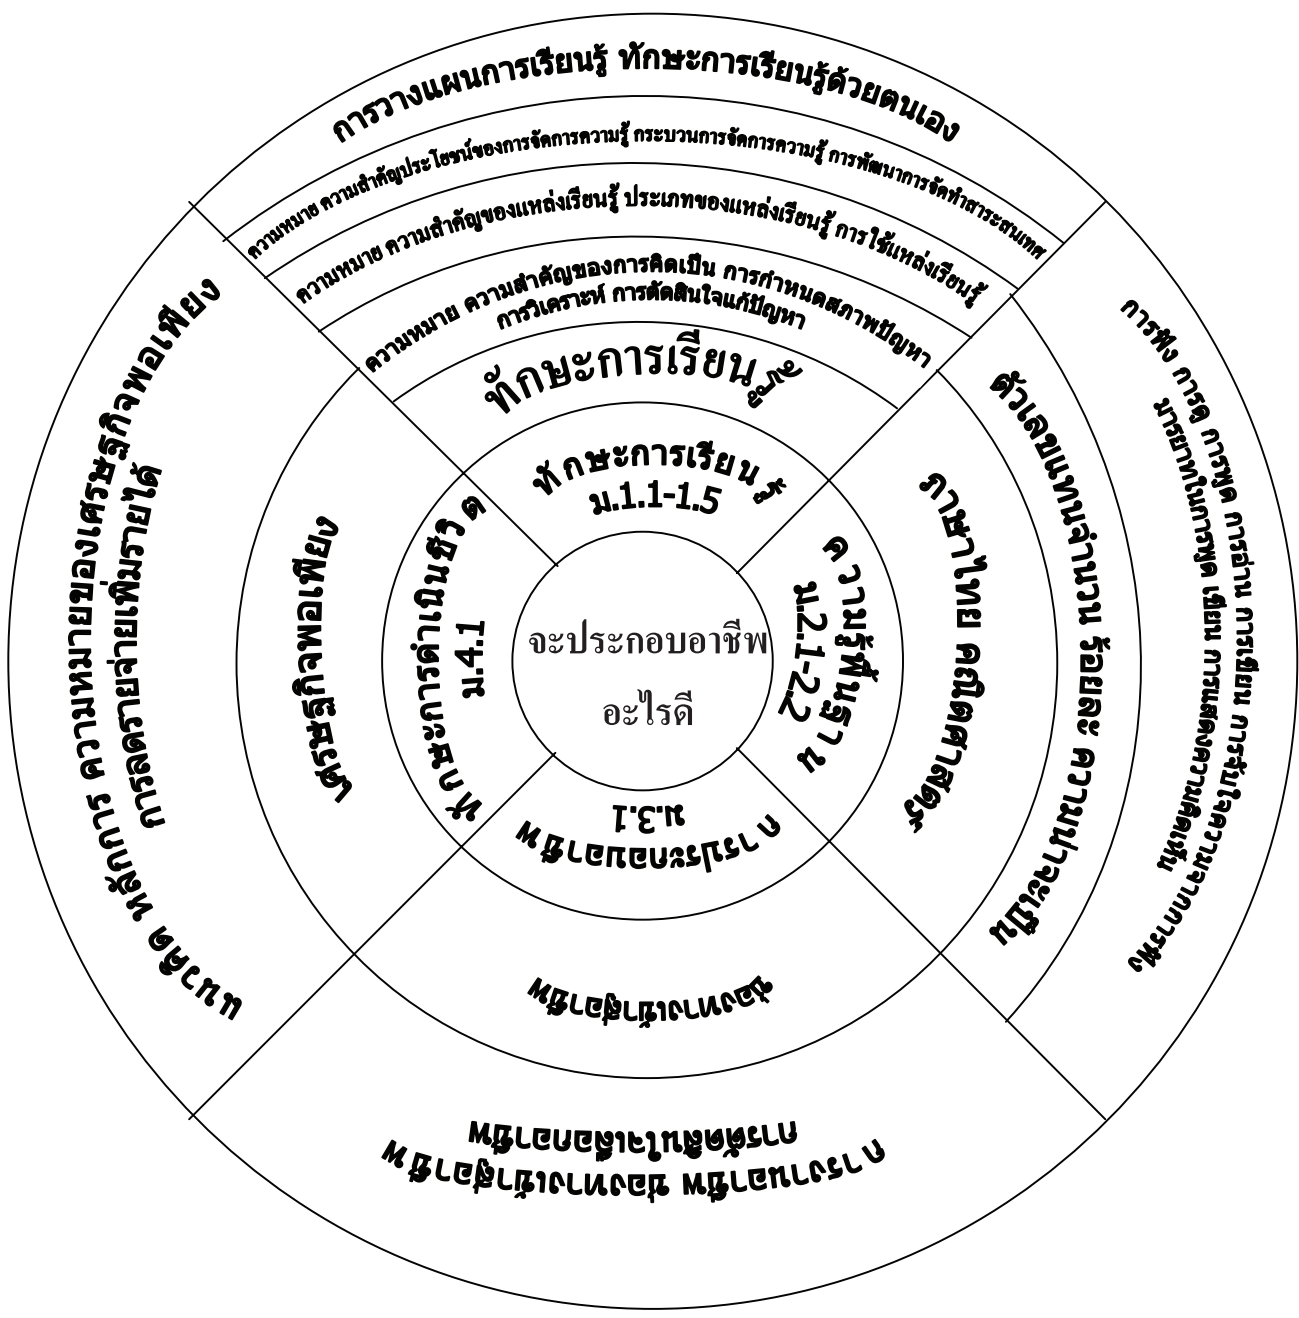 การวางแผนการเรียนรู้ ทักษะการเรียนรู้ด้วยตนเอง
ความหมาย ความสำคัญประโยชน์ของการจัดการความรู้ กระบวนการจัดการความรู้ การพัฒนาการจัดทำสาระสนเทศ
ความหมาย ความสำคัญของแหล่งเรียนรู้ ประเภทของแหล่งเรียนรู้ การใช้แหล่งเรียนรู้
ความหมาย ความสำคัญของการคิดเป็น การกำหนดสภาพปัญหา
การวิเคราะห์ การตัดสินใจแก้ปัญหา
ทักษะการเรียนรู้
ทักษะการเรียนรู้
ม.1.1-1.5
จะประกอบอาชีพ
อะไรดี
ความรู้พื้นฐาน
ม.2.1-2.2
ภาษาไทย คณิตศาสตร์
ตัวเลขแทนจำนวน ร้อยละ ความน่าจะเป็น
การฟัง การดู การพูด การอ่าน การเขียน การจับใจความจากการฟัง
มารยาทในการพูด เขียน การแสดงความคิดเห็น
การประกอบอาชีพ
ม.3.1
ช่องทางเข้าสู่อาชีพ
การงานอาชีพ ช่องทางเข้าสู่อาชีพ
การตัดสินใจเลือกอาชีพ
ทักษะการดำเนินชีวิต
ม.4.1
เศรษฐกิจพอเพียง
แนวคิด หลักการ ความหมายของเศรษฐกิจพอเพียง
การลดรายจ่ายเพิ่มรายได้